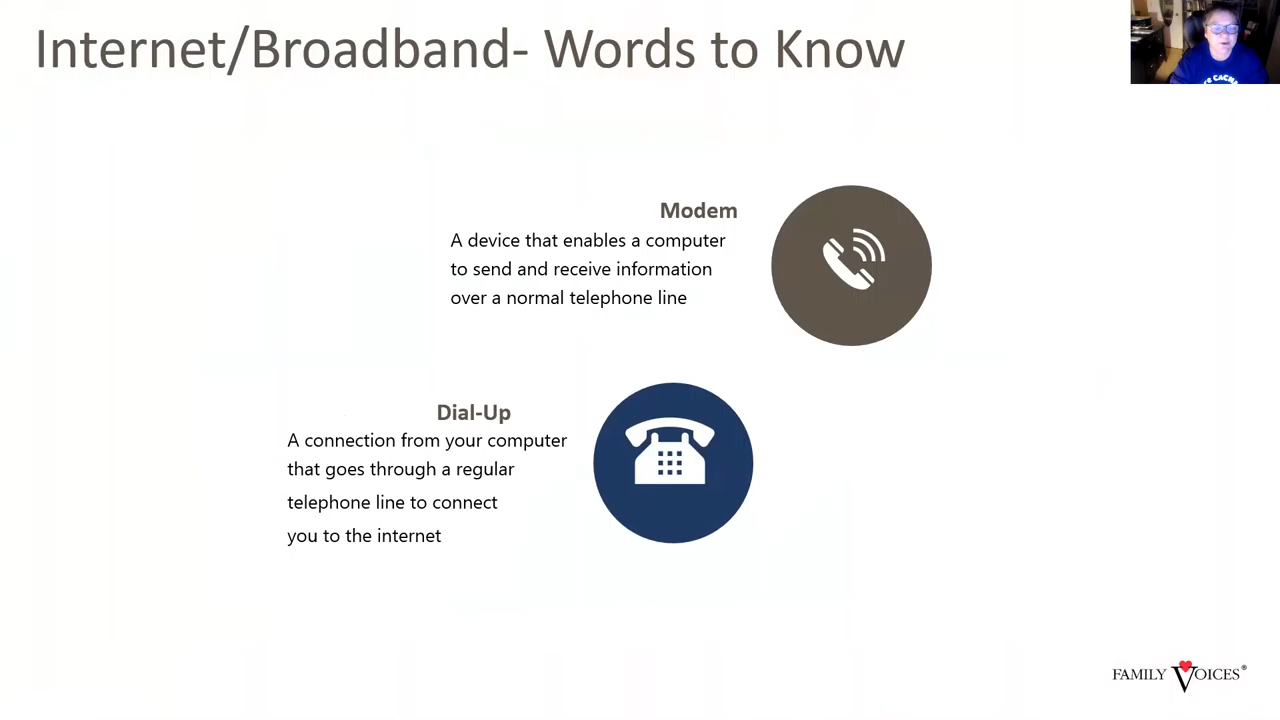 Internet/Broadband- Words to Know
Modem
A device that enables a computer
to send and receive information
over a normal telephone line
Dial-Up
A connection from your computer
that goes through a regular
telephone line to connect
you to the internet
FAMILY VOICES®